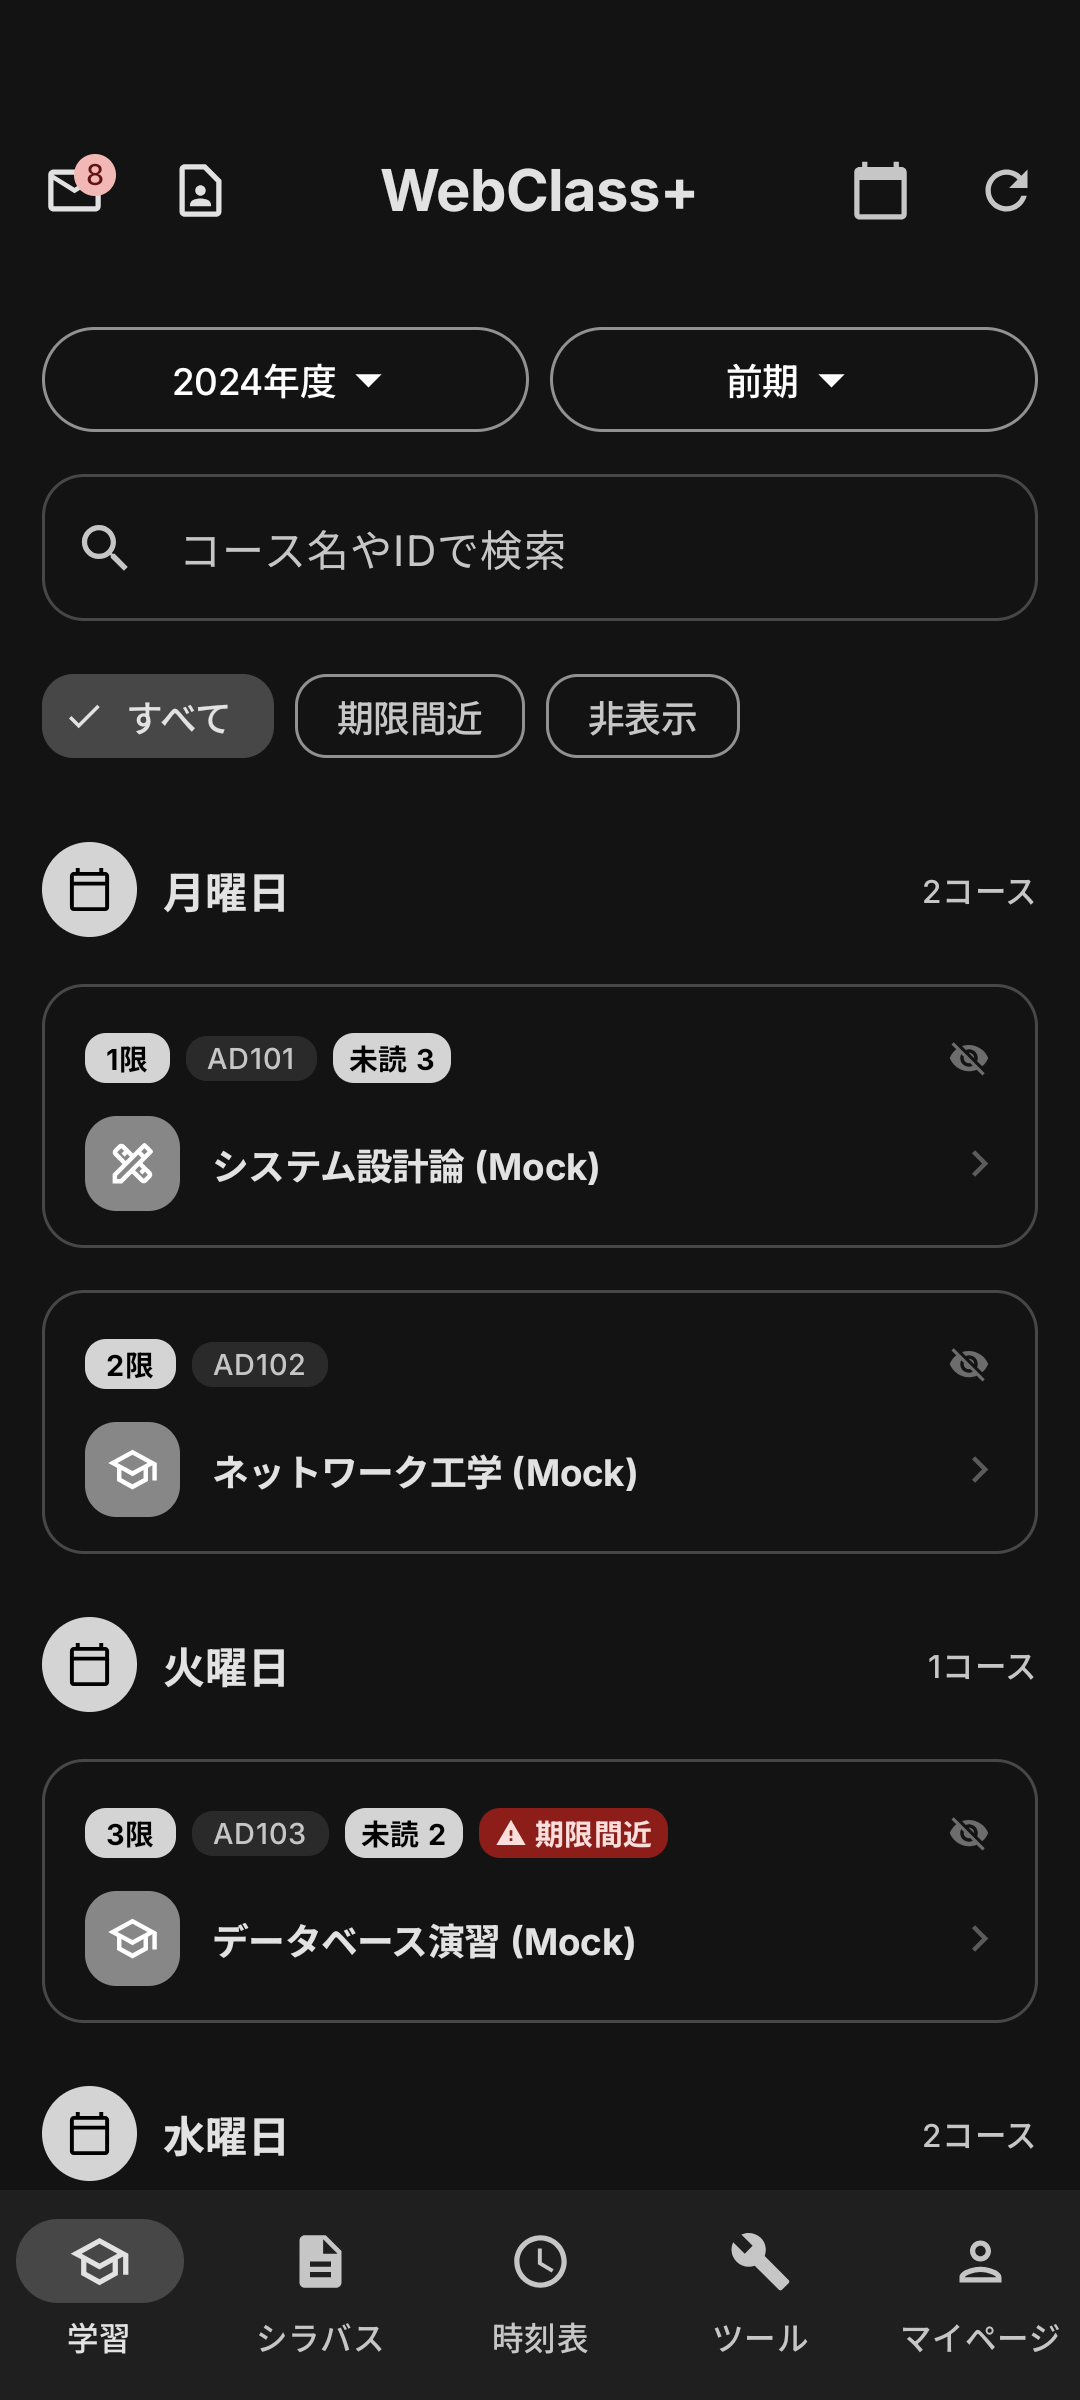 8
WebClass+
2024年度 前期
コース名やIDで検索
すべて 期限間近 非表示
月曜日 2コース
1限 AD101 未読 3
システム設計論 (Mock)
2限 AD102
ネットワーク工学 (Mock)
火曜日 1コース
3限 AD103 未読 2 期限間近
データベース演習 (Mock)
水曜日 2コース
学習 シラバス 時刻表 ツール マイページ